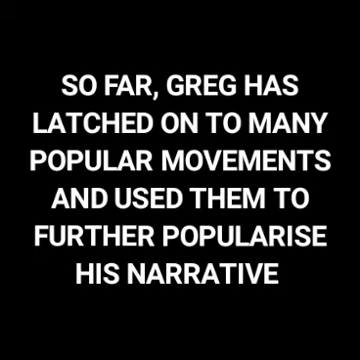 SO FAR, GREG HAS
LATCHED ON TO MANY
POPULAR MOVEMENTS
AND USED THEM TO
FURTHER POPULARISE
HIS NARRATIVE